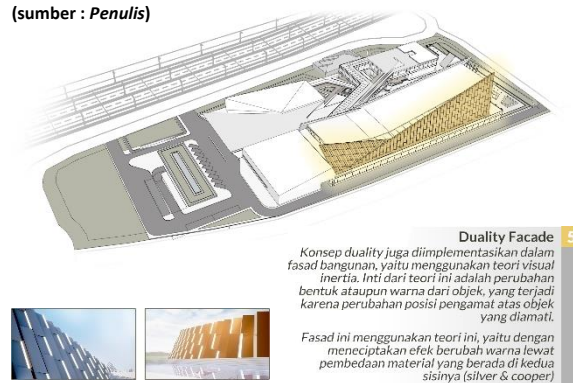 (sumber : Penulis)
Duality Facade
5
Konsep duality juga diimplementasikan dalam
fasad bangunan, yaitu menggunakan teori visual
inertia. Inti dari teori ini adalah perubahan
bentuk ataupun warna dari objek, yang terjadi
karena perubahan posisi pengamat atas objek
yang diamati.
Fasad ini menggunakan teori ini, yaitu dengan
meneciptakan efek berubah warna lewat
pembedaan material yang berada di kedua
sisinya (silver & cooper)